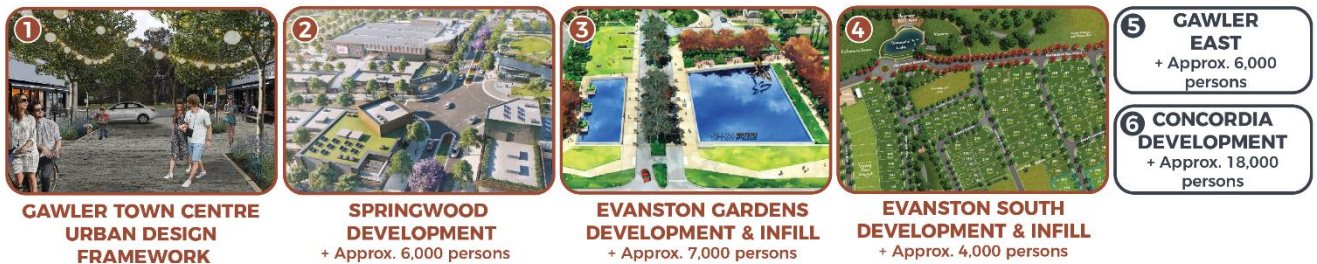 1
GAWLER TOWN CENTRE
URBAN DESIGN
FRAMEWORK
2
SPRINGWOOD
DEVELOPMENT
+ Approx. 6,000 persons
3
EVANSTON GARDENS
DEVELOPMENT & INFILL
+ Approx. 7,000 persons
4
EVANSTON SOUTH
DEVELOPMENT & INFILL
+ Approx. 4,000 persons
5
GAWLER
EAST
+ Approx. 6,000
persons
6
CONCORDIA
DEVELOPMENT
+ Approx. 18,000
persons